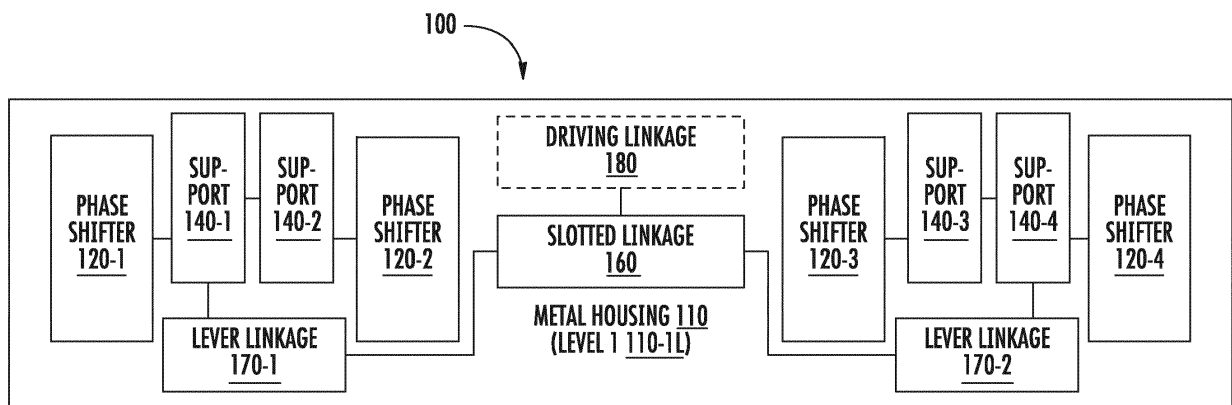 100
PHASE
SHIFTER
120-1
SUP-
PORT
140-1
SUP-
PORT
140-2
PHASE
SHIFTER
120-2
LEVER LINKAGE
170-1
DRIVING LINKAGE
180
SLOTTED LINKAGE
160
METAL HOUSING 110
(LEVEL 1 110-1L)
PHASE
SHIFTER
120-3
SUP-
PORT
140-3
SUP-
PORT
140-4
PHASE
SHIFTER
120-4
LEVER LINKAGE
170-2